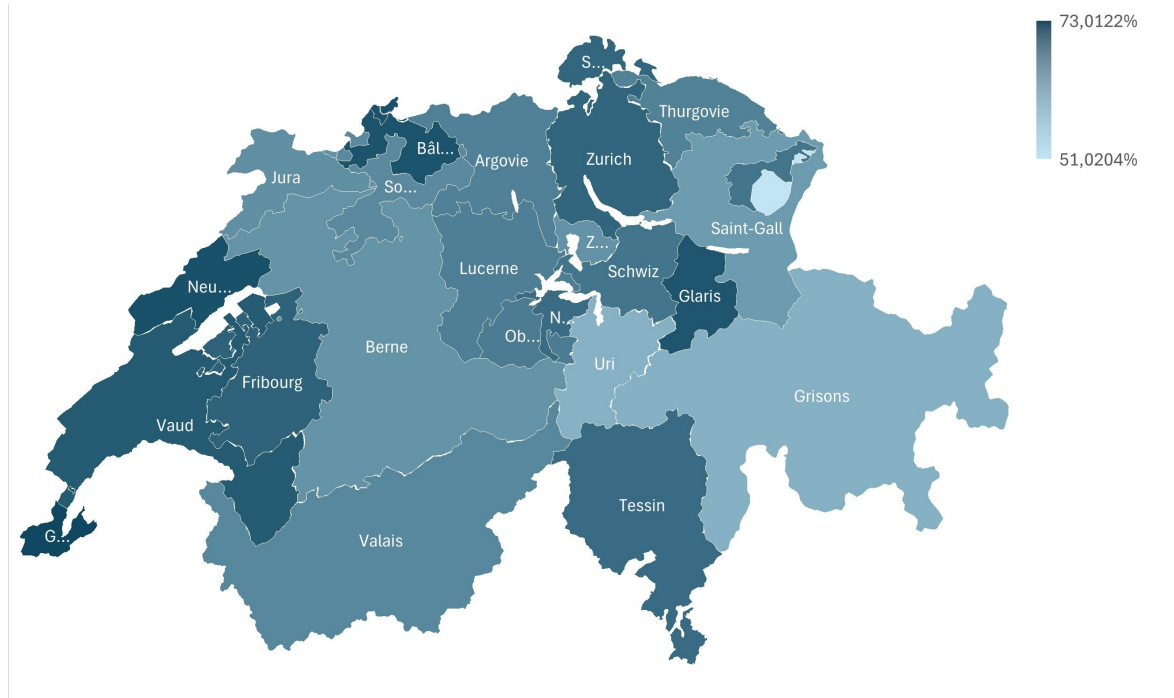 73,0122%
51,0204%
S...
Thurgovie
Bâl...
Argovie
Zurich
Jura
So...
Saint-Gall
Z...
Lucerne
Schwiz
Neu...
Glaris
N...
Ob...
Berne
Uri
Fribourg
Grisons
Vaud
Tessin
G...
Valais